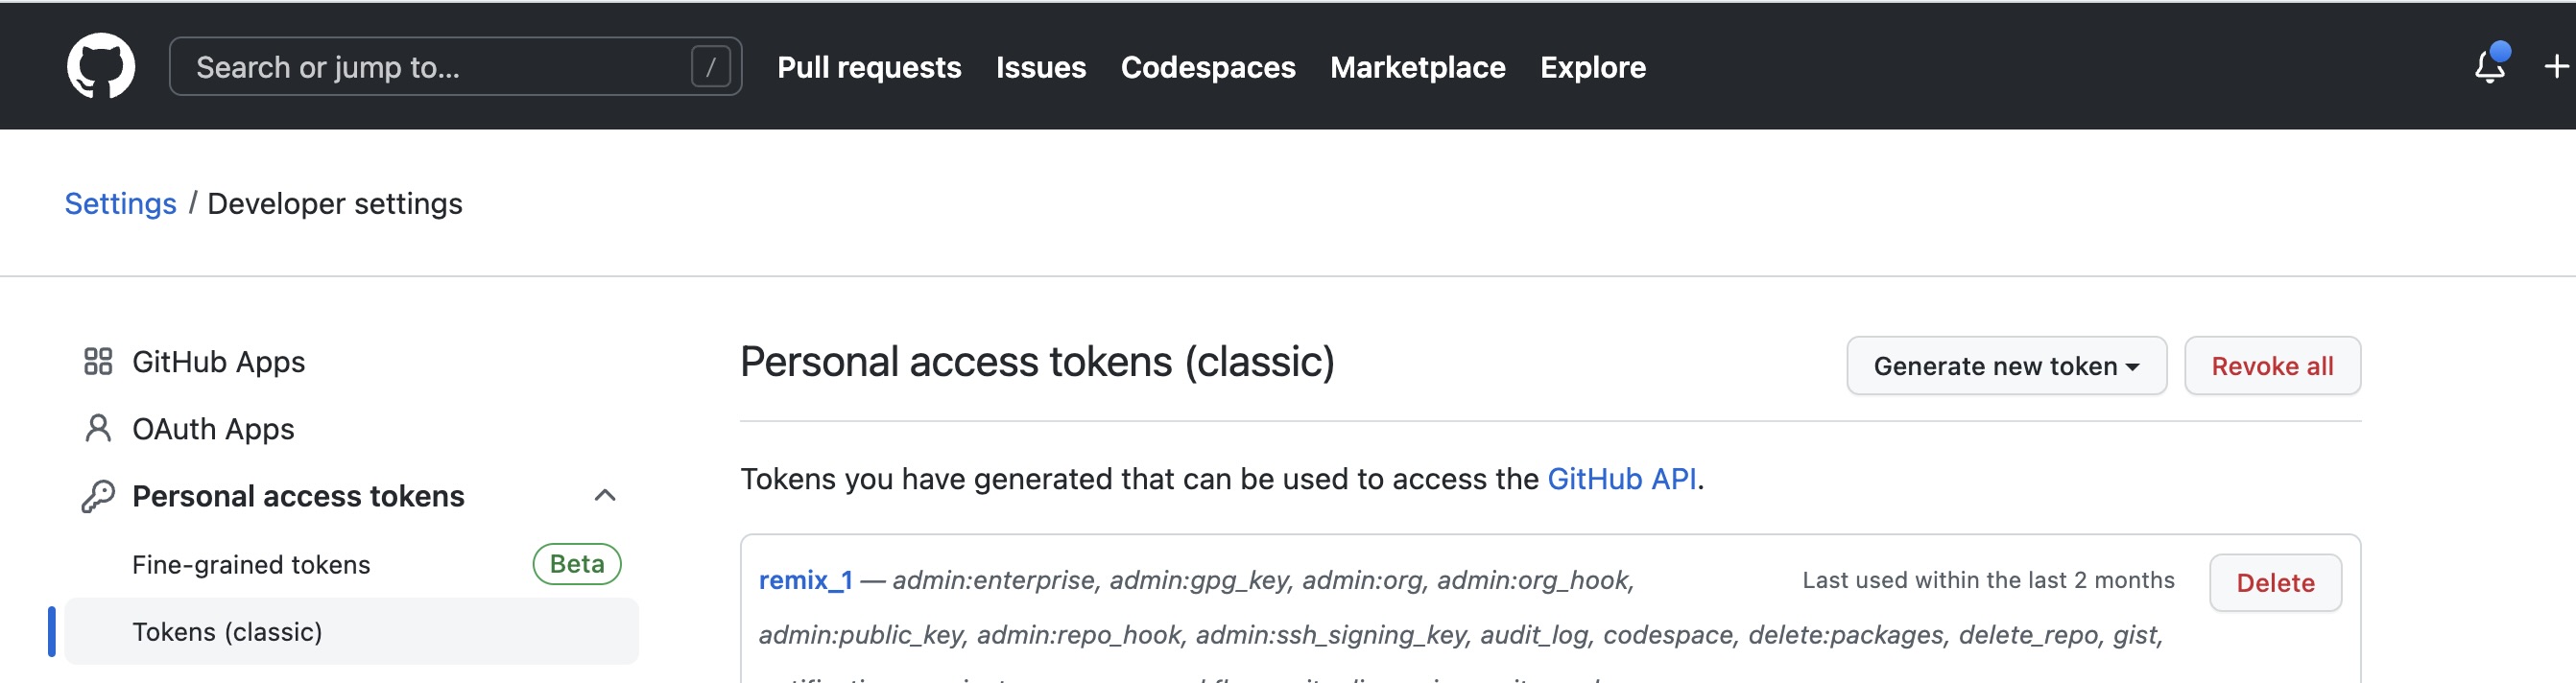 Search or jump to... / Pull requests Issues Codespaces Marketplace Explore
Settings / Developer settings
GitHub Apps
OAuth Apps
Personal access tokens
Fine-grained tokens Beta
Tokens (classic)
Personal access tokens (classic) Generate new token Revoke all
Tokens you have generated that can be used to access the GitHub API.
remix_1 — admin:enterprise, admin:gpg_key, admin:org, admin:org_hook, Last used within the last 2 months Delete
admin:public_key, admin:repo_hook, admin:ssh_signing_key, audit_log, codespace, delete:packages, delete_repo, gist,